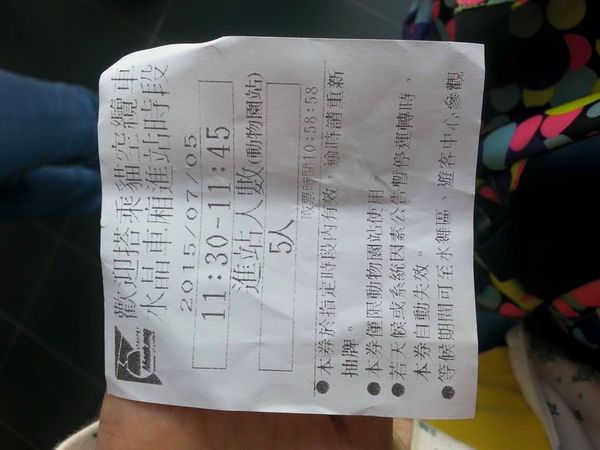 歡迎搭乘貓空纜車
水晶車廂進站時段
2015/07/05
11:30-11:45
進站人數(動物園站)
5人
取票時間10:58:58
●本券於指定時段內有效，逾時請重新
抽牌。
●本券僅限動物園站使用
●若天候或系統因素公告暫停運轉時，
本券自動失效。
●等候期間可至水舞區、遊客中心參觀